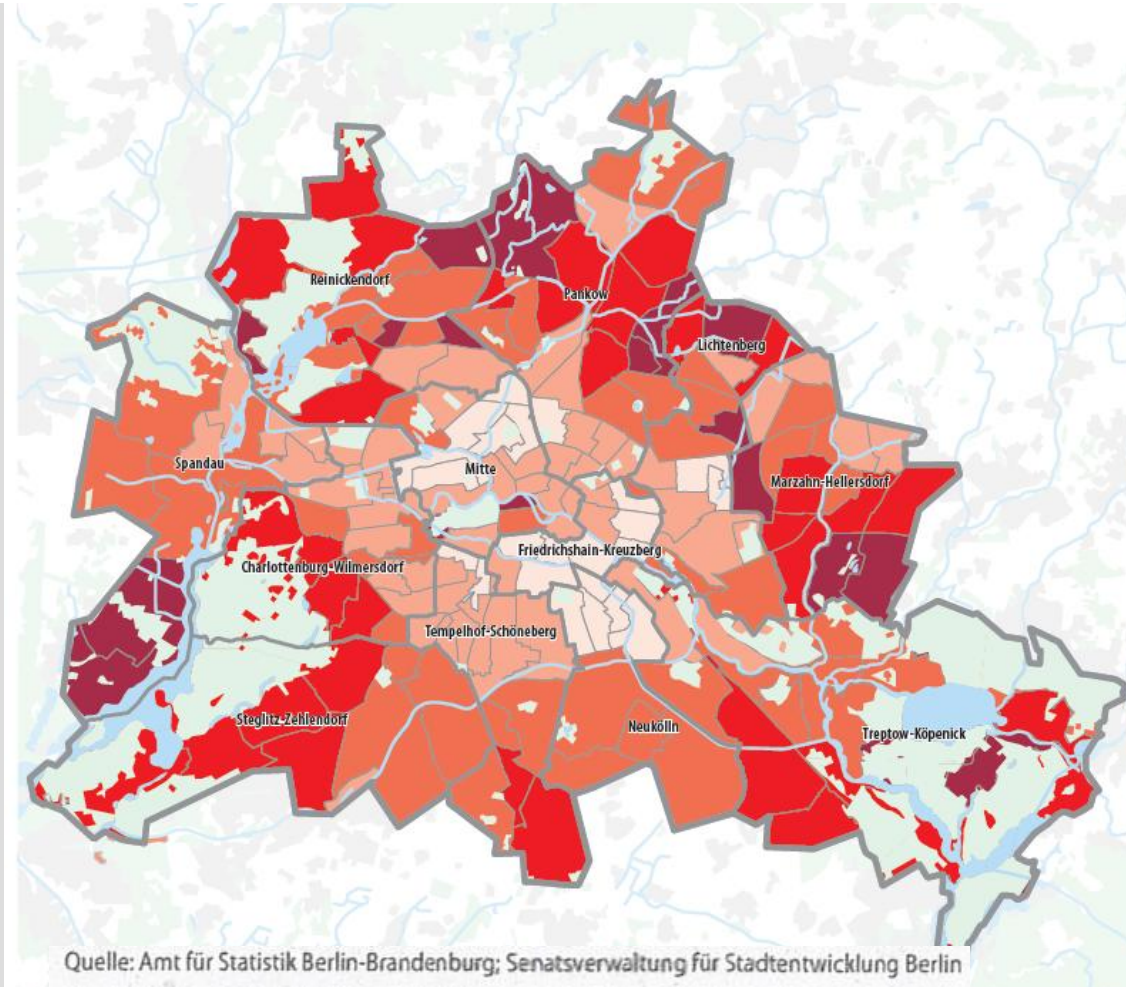 Reinickendorf
Pankow
Lichtenberg
Spandau
Mitte
Marzahn-Hellersdorf
Friedrichshain-Kreuzberg
Charlottenburg-Wilmersdorf
Tempelhof-Schöneberg
Steglitz-Zehlendorf
Neukölln
Treptow-Köpenick
Quelle: Amt für Statistik Berlin-Brandenburg; Senatsverwaltung für Stadtentwicklung Berlin